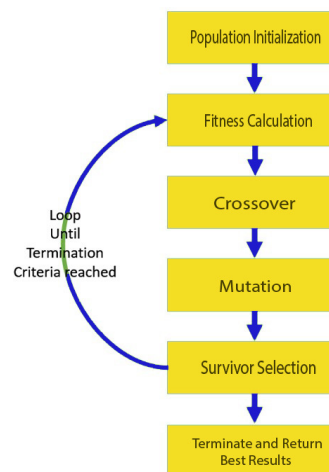 Population Initialization
Fitness Calculation
Crossover
Loop
Until
Termination
Criteria reached
Mutation
Survivor Selection
Terminate and Return
Best Results